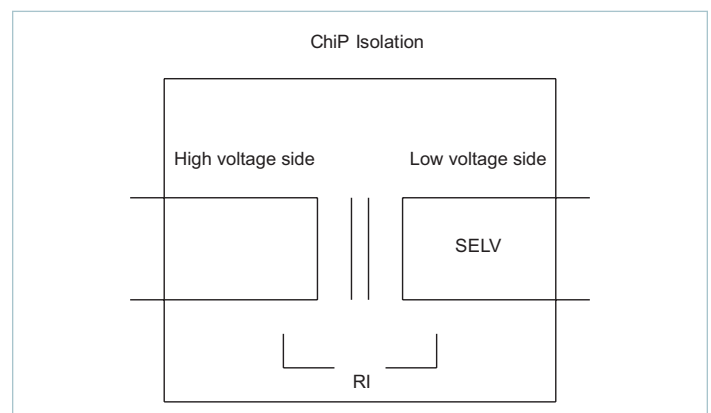 ChiP Isolation
High voltage side
Low voltage side
SELV
RI